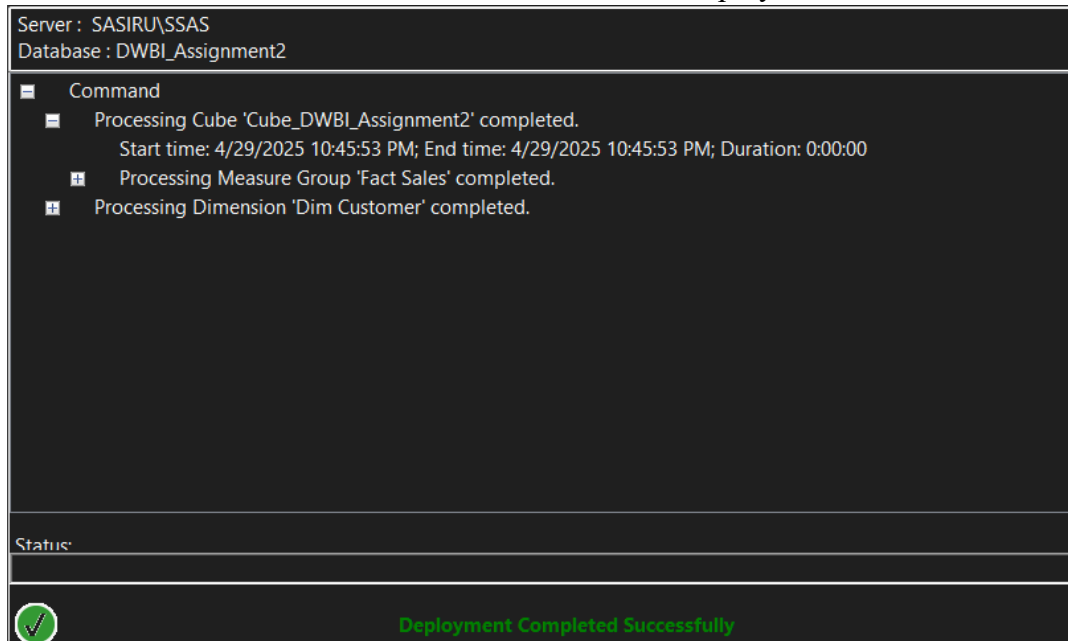 Server : SASIRU\SSAS
Database : DWBI_Assignment2
Command
Processing Cube 'Cube_DWBI_Assignment2' completed.
Start time: 4/29/2025 10:45:53 PM; End time: 4/29/2025 10:45:53 PM; Duration: 0:00:00
Processing Measure Group 'Fact Sales' completed.
Processing Dimension 'Dim Customer' completed.
Status:
Deployment Completed Successfully